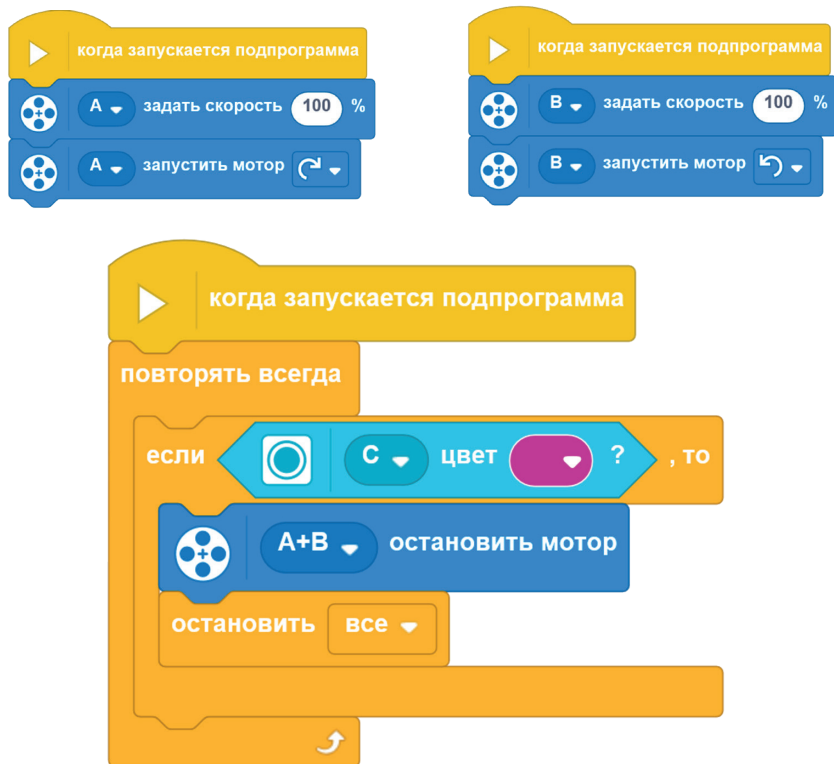 когда запускается подпрограмма
A задать скорость 100 %
A запустить мотор
когда запускается подпрограмма
B задать скорость 100 %
B запустить мотор
когда запускается подпрограмма
повторять всегда
если C цвет ? , то
A+B остановить мотор
остановить все